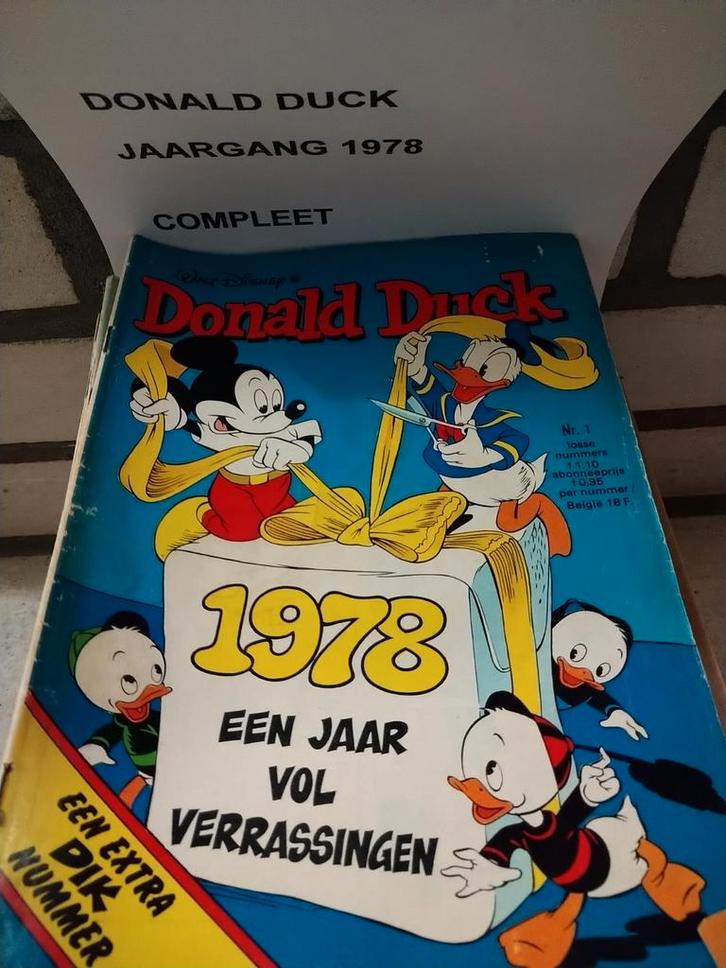 DONALD DUCK
JAARGANG 1978
COMPLEET
WALT DISNEY'S
Donald Duck
Nr. 1
losse
nummers
f 1,10
abonneeprijs
f 0,95
per nummer/
België 18 F.
1978
EEN JAAR
VOL
VERRASSINGEN
EEN EXTRA
DIK
NUMMER